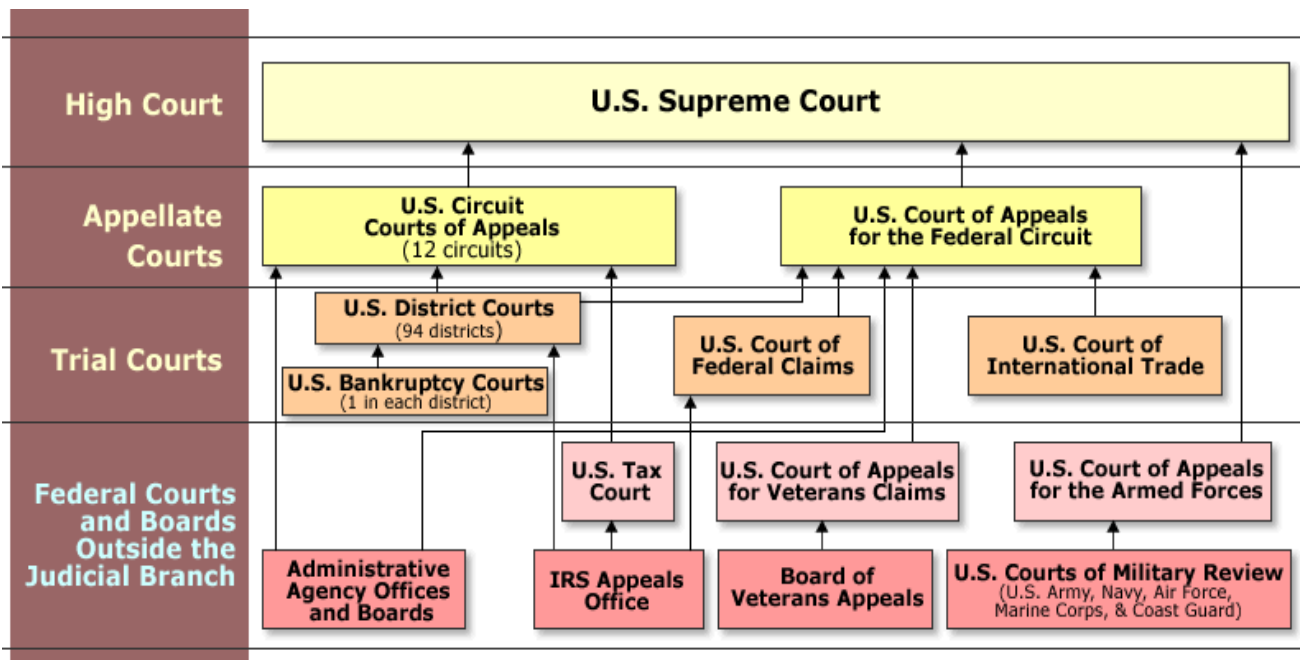 High Court
U.S. Supreme Court
Appellate
Courts
U.S. Circuit
Courts of Appeals
(12 circuits)
U.S. Court of Appeals
for the Federal Circuit
Trial Courts
U.S. District Courts
(94 districts)
U.S. Bankruptcy Courts
(1 in each district)
U.S. Court of
Federal Claims
U.S. Court of
International Trade
Federal Courts
and Boards
Outside the
Judicial Branch
U.S. Tax
Court
U.S. Court of Appeals
for Veterans Claims
U.S. Court of Appeals
for the Armed Forces
Administrative
Agency Offices
and Boards
IRS Appeals
Office
Board of
Veterans Appeals
U.S. Courts of Military Review
(U.S. Army, Navy, Air Force,
Marine Corps, & Coast Guard)